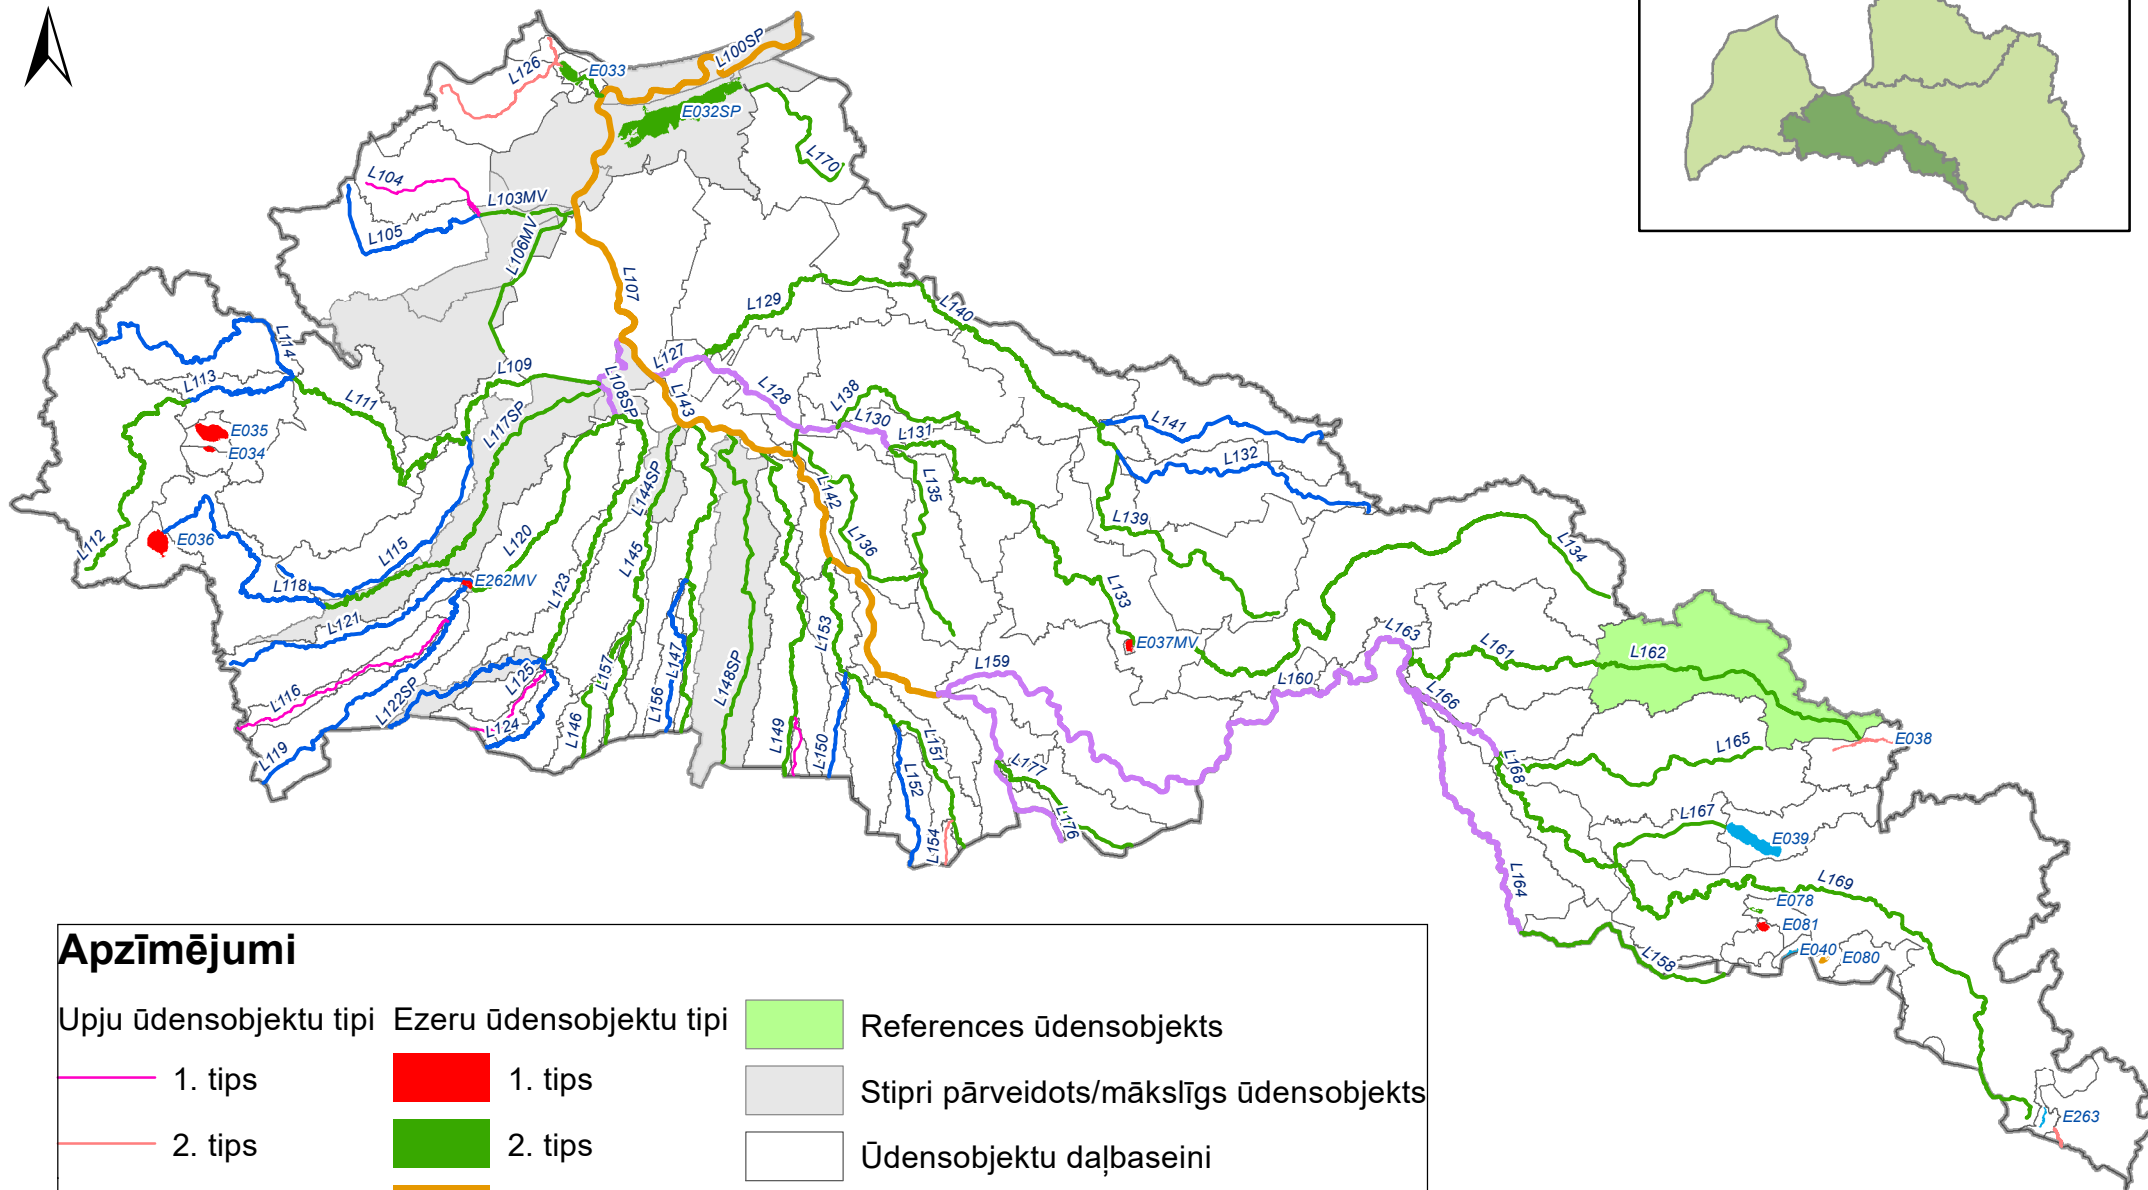 L100SP
L126
E033
E032SP
L170
L104
L103MV
L105
L106MV
L107
L129
L140
L114
L113
L127
L109
L111
L108SP
L143
L128
L138
L130
L131
L117SP
L141
L132
E035
E034
L144SP
L142
L135
L112
E036
L115
L120
L145
L136
L139
L134
L118
E262MV
L123
L133
L121
L153
E037MV
L163
L161
L162
L116
L122SP
L125
L157
L147
L148SP
L159
L160
L166
L119
L124
L146
L156
L149
L150
L151
L152
L177
L168
L165
E038
L154
L176
L167
E039
L164
L169
E078
E081
E040
E080
L158
E263
Apzīmējumi
Upju ūdensobjektu tipi
Ezeru ūdensobjektu tipi
References ūdensobjekts
1. tips
1. tips
Stipri pārveidots/mākslīgs ūdensobjekts
2. tips
2. tips
Ūdensobjektu daļbaseini